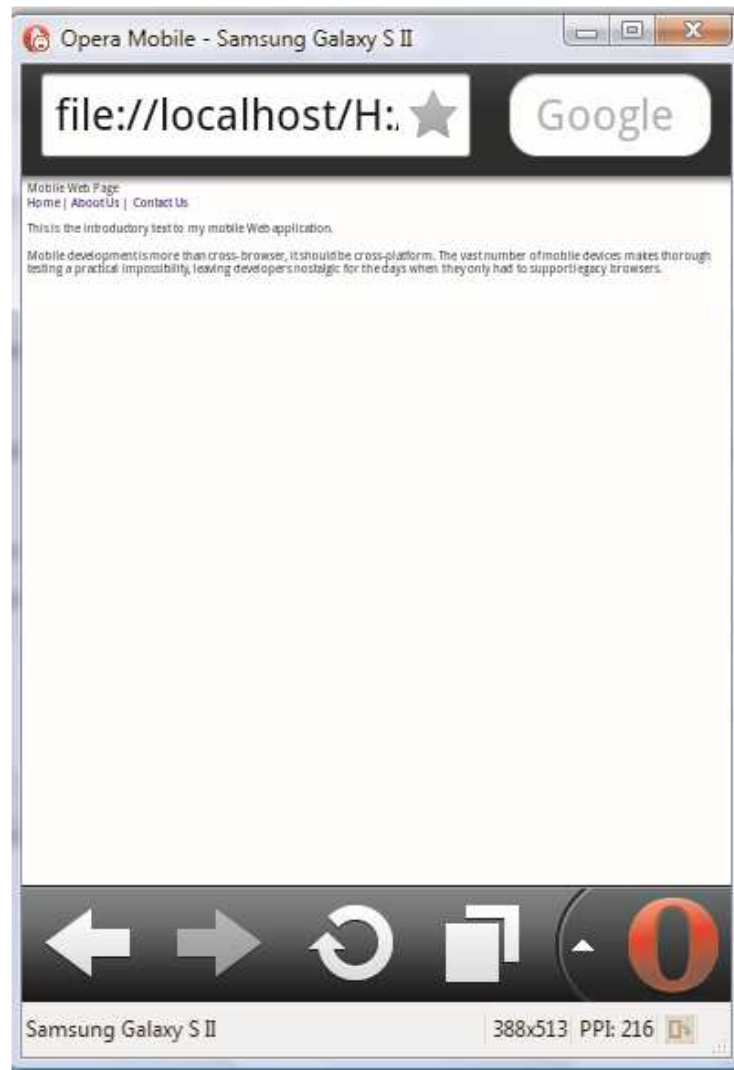 Opera Mobile - Samsung Galaxy S II
file://localhost/H:/
Google
Mobile Web Page
Home | About Us | Contact Us
This is the introductory text to my mobile Web application.
Mobile development is more than cross-browser, it should be cross-platform. The vast number of mobile devices makes thorough
testing a practical impossibility, leaving developers nostalgic for the days when they only had to support legacy browsers.
Samsung Galaxy S II
388x513 PPI: 216